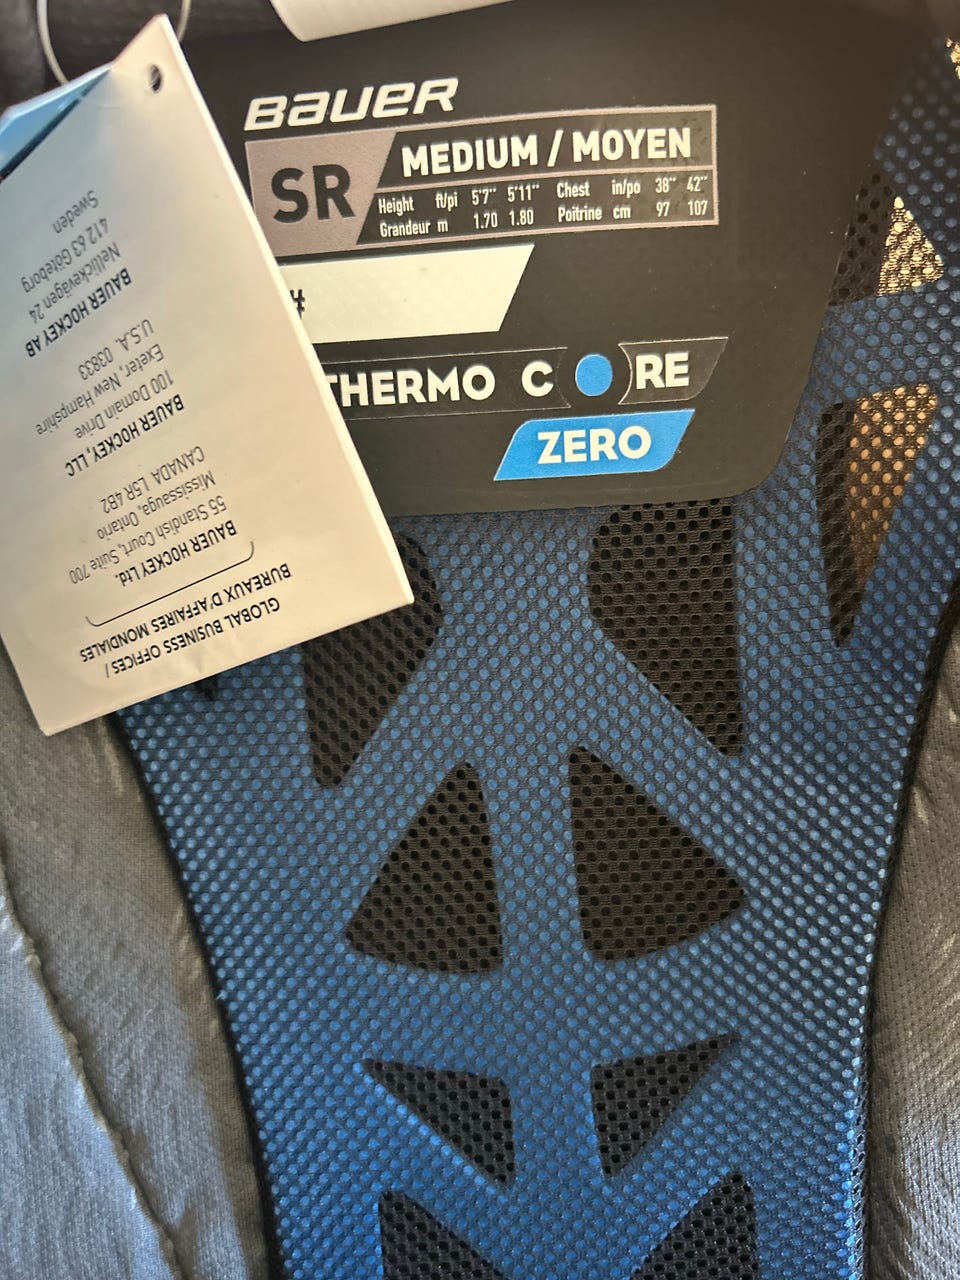 BAUER
SR
MEDIUM / MOYEN
Height ft/pi 5'7" 5'11" Chest in/po 38" 42"
Grandeur m 1.70 1.80 Poitrine cm 97 107
#
THERMO CORE
ZERO
GLOBAL BUSINESS OFFICES /
BUREAUX D'AFFAIRES MONDIALES
BAUER HOCKEY Ltd.
55 Standish Court, Suite 700
Mississauga, Ontario
CANADA L5R 4B2
BAUER HOCKEY, LLC
100 Domain Drive
Exeter, New Hampshire
U.S.A. 03833
BAUER HOCKEY AB
Nellickevägen 24
412 63 Göteborg
Sweden